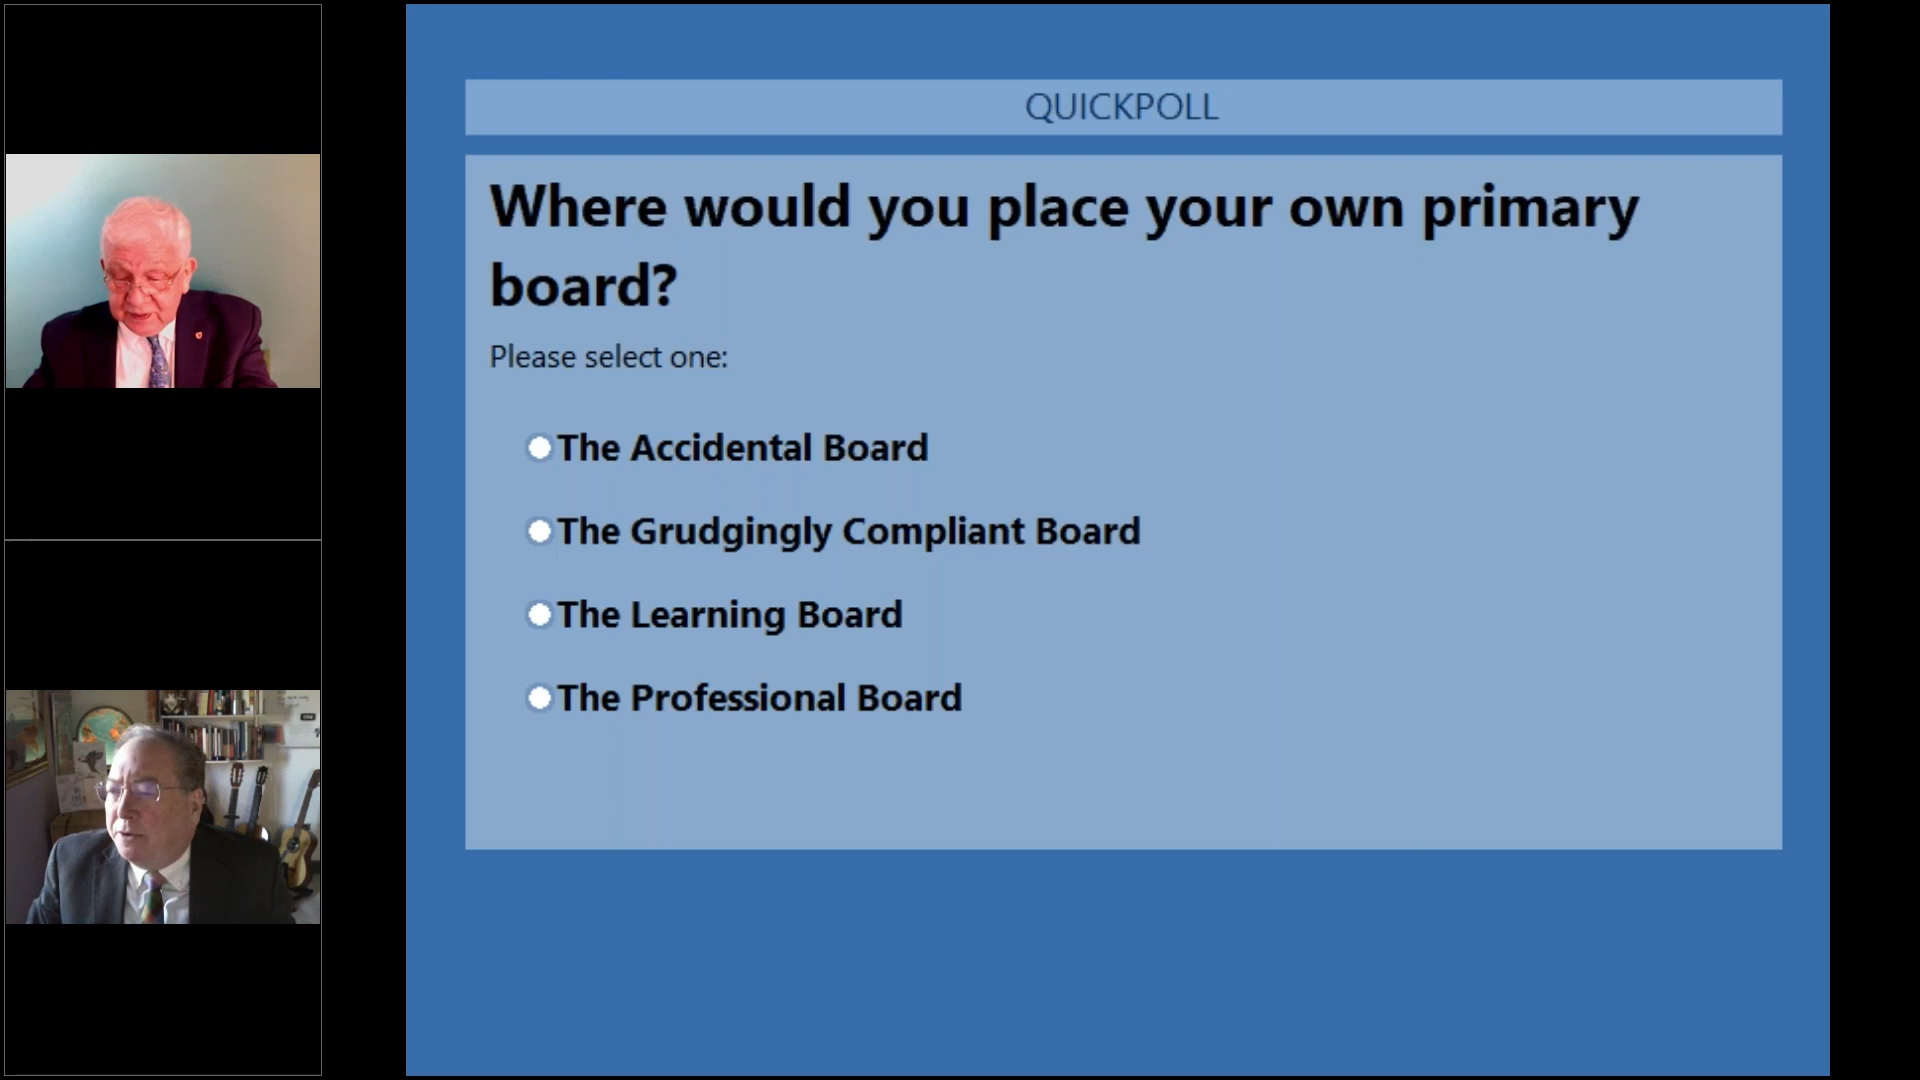 QUICKPOLL
Where would you place your own primary
board?
Please select one:
The Accidental Board
The Grudgingly Compliant Board
The Learning Board
The Professional Board